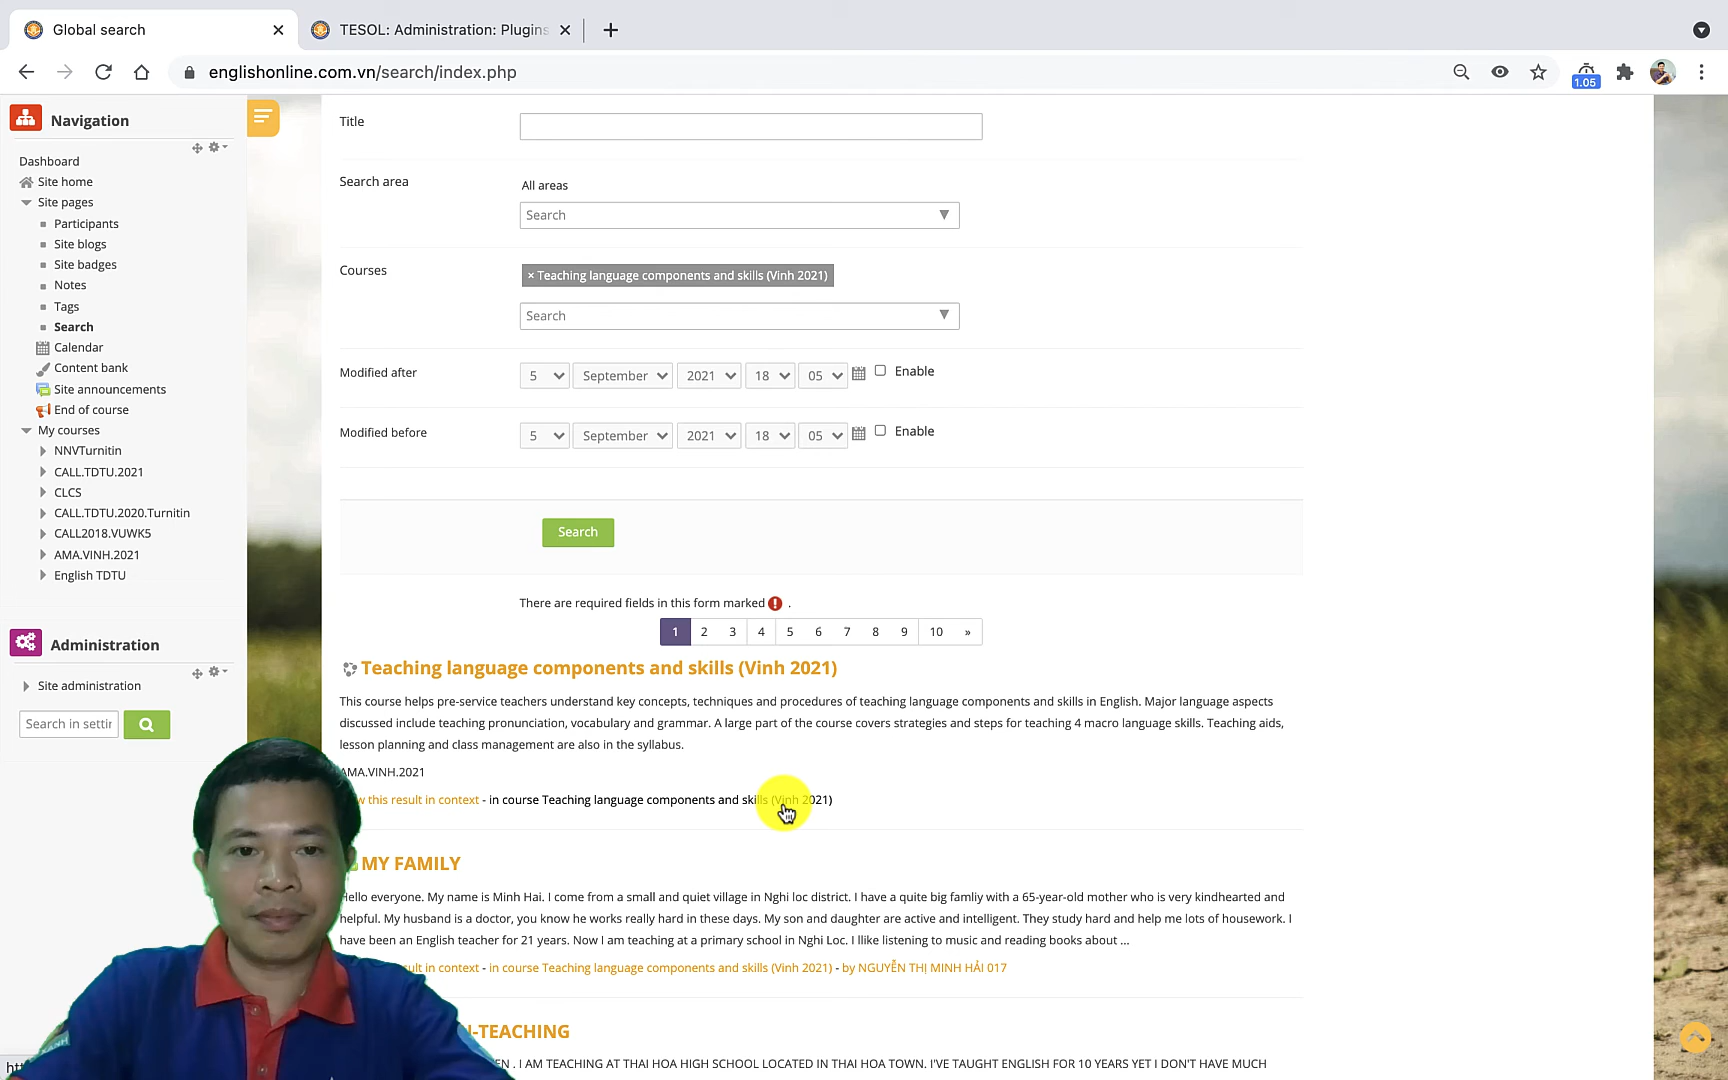 Global search
TESOL: Administration: Plugins
englishonline.com.vn/search/index.php
1.05
Navigation
Dashboard
Site home
Site pages
Participants
Site blogs
Site badges
Notes
Tags
Search
Calendar
Content bank
Site announcements
End of course
My courses
NNVTurnitin
CALL.TDTU.2021
CLCS
CALL.TDTU.2020.Turnitin
CALL2018.VUWK5
AMA.VINH.2021
English TDTU
Administration
Site administration
Search in settin
Title
Search area
All areas
Search
Courses
× Teaching language components and skills (Vinh 2021)
Search
Modified after
5 September 2021 18 05 Enable
Modified before
5 September 2021 18 05 Enable
Search
There are required fields in this form marked .
1 2 3 4 5 6 7 8 9 10 »
Teaching language components and skills (Vinh 2021)
This course helps pre-service teachers understand key concepts, techniques and procedures of teaching language components and skills in English. Major language aspects
discussed include teaching pronunciation, vocabulary and grammar. A large part of the course covers strategies and steps for teaching 4 macro language skills. Teaching aids,
lesson planning and class management are also in the syllabus.
AMA.VINH.2021
this result in context - in course Teaching language components and skills (Vinh 2021)
MY FAMILY
Hello everyone. My name is Minh Hai. I come from a small and quiet village in Nghi loc district. I have a quite big famliy with a 65-year-old mother who is very kindhearted and
helpful. My husband is a doctor, you know he works really hard in these days. My son and daughter are active and intelligent. They study hard and help me lots of housework. I
have been an English teacher for 21 years. Now I am teaching at a primary school in Nghi Loc. I llike listening to music and reading books about ...
in context - in course Teaching language components and skills (Vinh 2021) - by NGUYỄN THỊ MINH HẢI 017
-TEACHING
. I AM TEACHING AT THAI HOA HIGH SCHOOL LOCATED IN THAI HOA TOWN. I'VE TAUGHT ENGLISH FOR 10 YEARS YET I DON'T HAVE MUCH